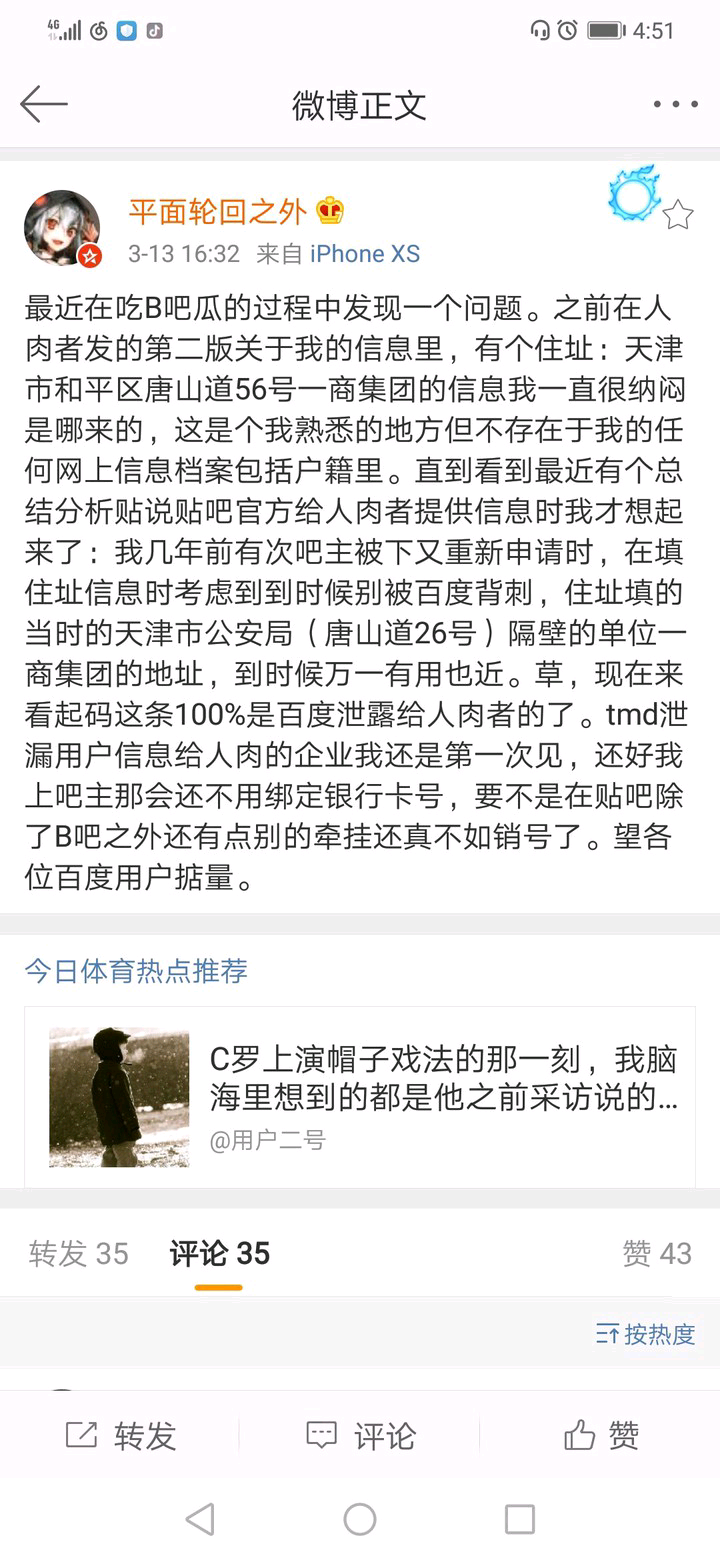 4G
4:51
微博正文
平面轮回之外
3-13 16:32 来自 iPhone XS
最近在吃B吧瓜的过程中发现一个问题。之前在人
肉者发的第二版关于我的信息里，有个住址：天津
市和平区唐山道56号一商集团的信息我一直很纳闷
是哪来的，这是个我熟悉的地方但不存在于我的任
何网上信息档案包括户籍里。直到看到最近有个总
结分析贴说贴吧官方给人肉者提供信息时我才想起
来了：我几年前有次吧主被下又重新申请时，在填
住址信息时考虑到到时候别被百度背刺，住址填的
当时的天津市公安局（唐山道26号）隔壁的单位一
商集团的地址，到时候万一有用也近。草，现在来
看起码这条100%是百度泄露给人肉者的了。tmd泄
漏用户信息给人肉的企业我还是第一次见，还好我
上吧主那会还不用绑定银行卡号，要不是在贴吧除
了B吧之外还有点别的牵挂还真不如销号了。望各
位百度用户掂量。
今日体育热点推荐
C罗上演帽子戏法的那一刻，我脑
海里想到的都是他之前采访说的...
@用户二号
转发 35 评论 35 赞 43
按热度
转发 评论 赞